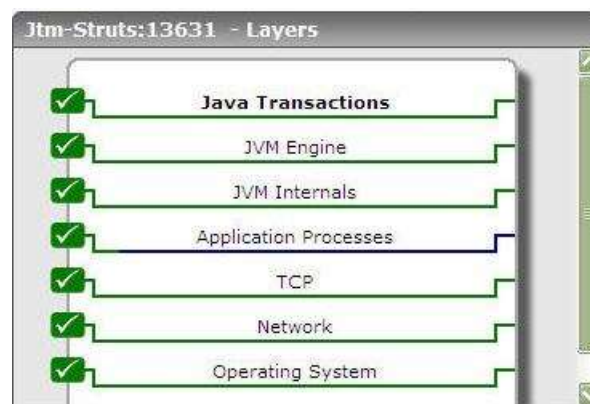 Jtm-Struts:13631 - Layers
Java Transactions
JVM Engine
JVM Internals
Application Processes
TCP
Network
Operating System